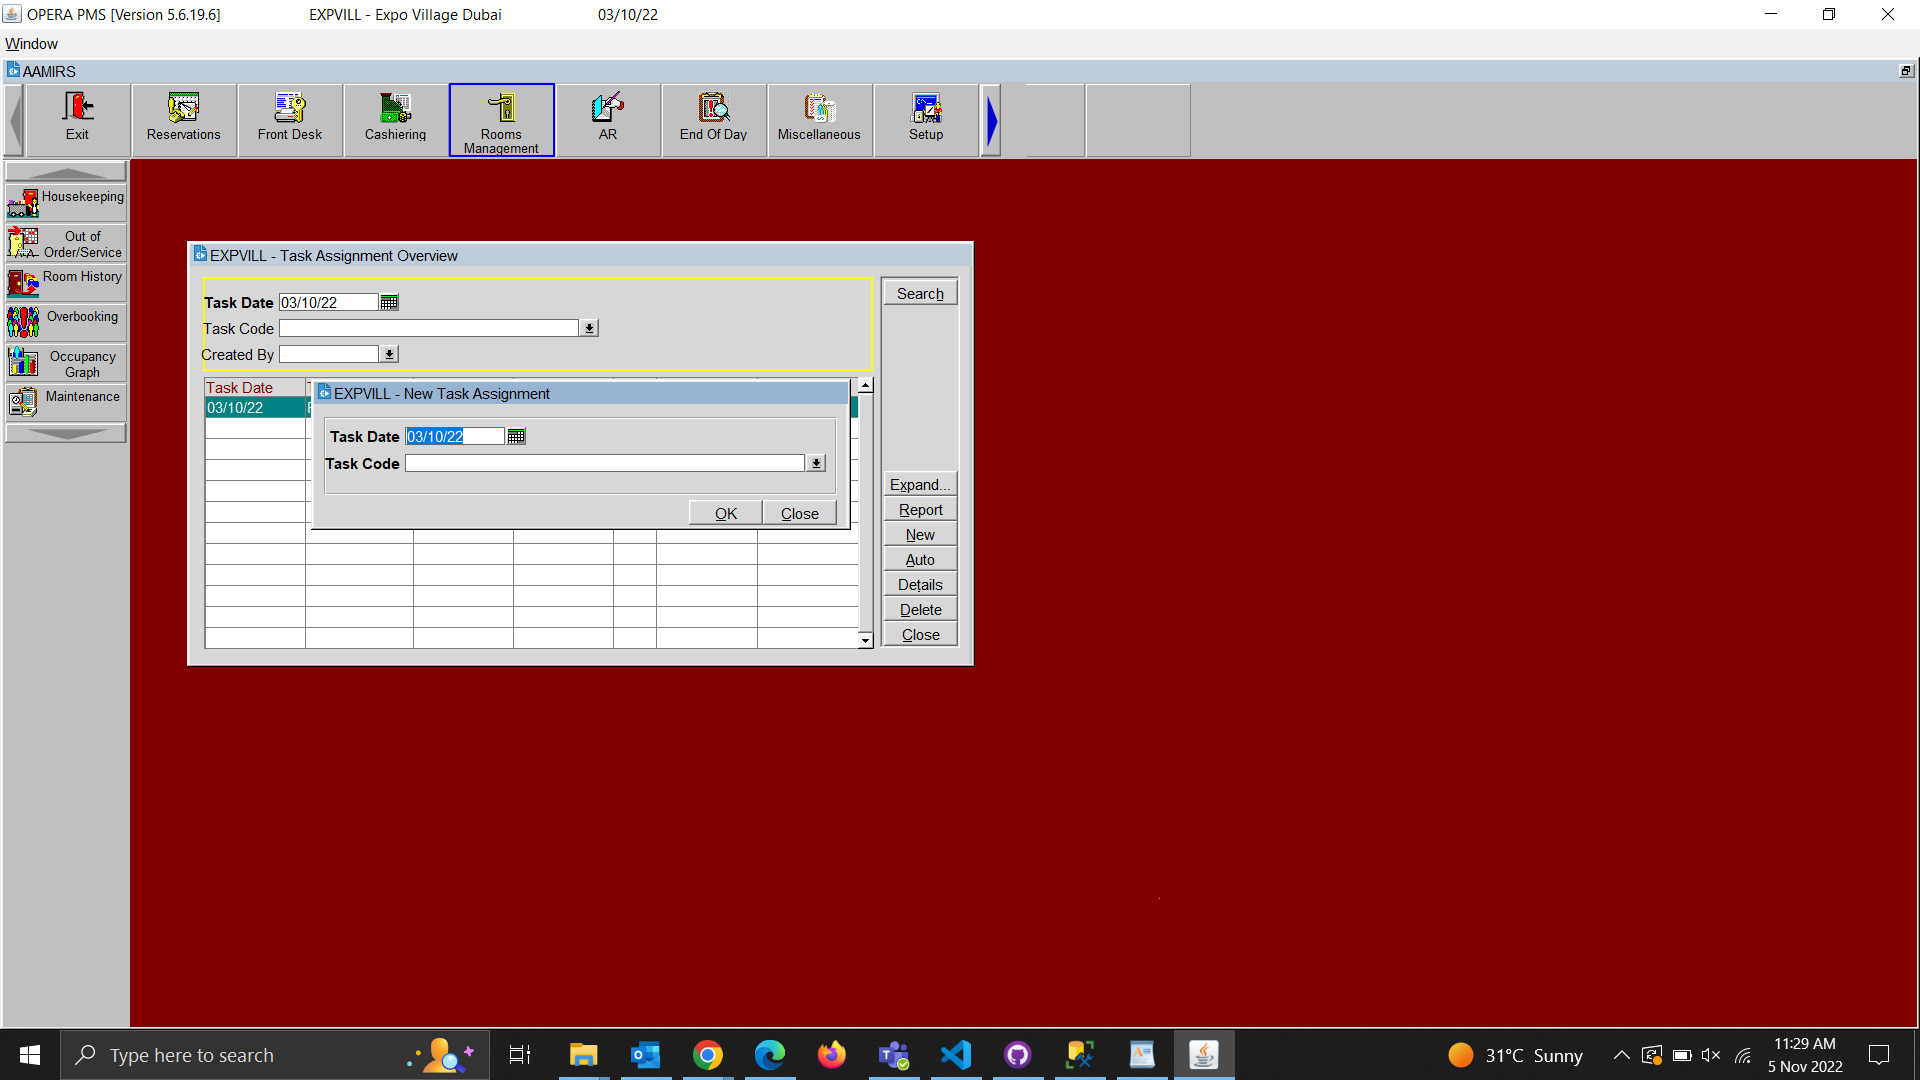 OPERA PMS [Version 5.6.19.6] EXPVILL - Expo Village Dubai 03/10/22
Window
AAMIRS
Exit
Reservations
Front Desk
Cashiering
Rooms
Management
AR
End Of Day
Miscellaneous
Setup
Housekeeping
Out of
Order/Service
Room History
Overbooking
Occupancy
Graph
Maintenance
EXPVILL - Task Assignment Overview
Task Date 03/10/22
Task Code
Created By
Search
Task Date
03/10/22
EXPVILL - New Task Assignment
Task Date 03/10/22
Task Code
OK Close
Expand...
Report
New
Auto
Details
Delete
Close
Type here to search
31°C Sunny
11:29 AM
5 Nov 2022